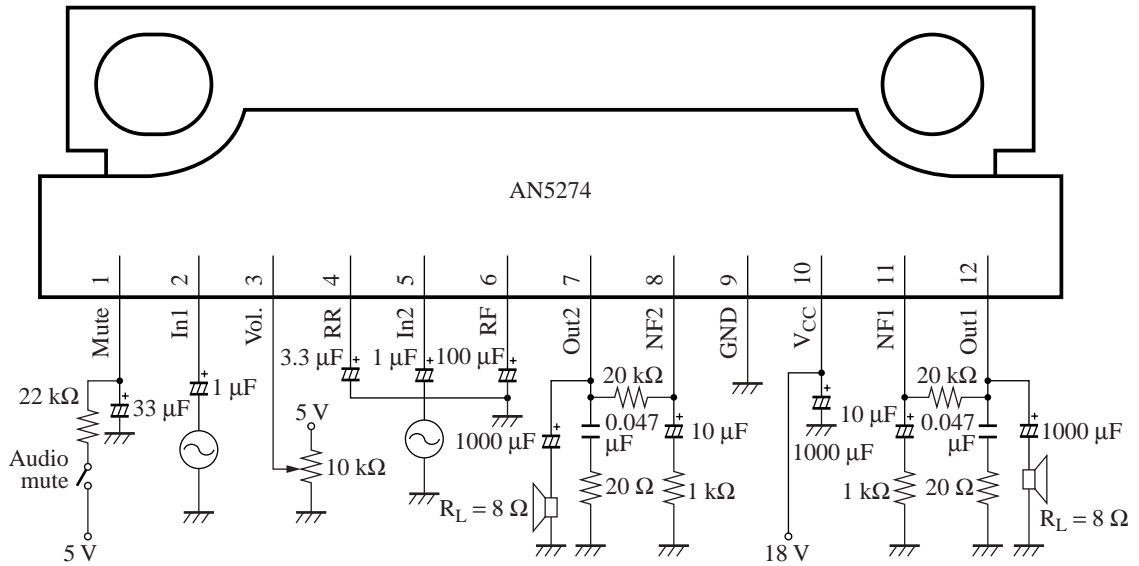 AN5274
1 2 3 4 5 6 7 8 9 10 11 12
Mute In1 Vol. RR In2 RF Out2 NF2 GND VCC NF1 Out1
3.3 μF 1 μF 100 μF
20 kΩ 20 kΩ
22 kΩ 33 μF 1 μF
5 V
1000 μF 0.047 μF 10 μF
1000 μF 10 μF 0.047 μF 1000 μF
Audio mute
10 kΩ
20 Ω 1 kΩ 1 kΩ 20 Ω
RL = 8 Ω RL = 8 Ω
5 V 18 V